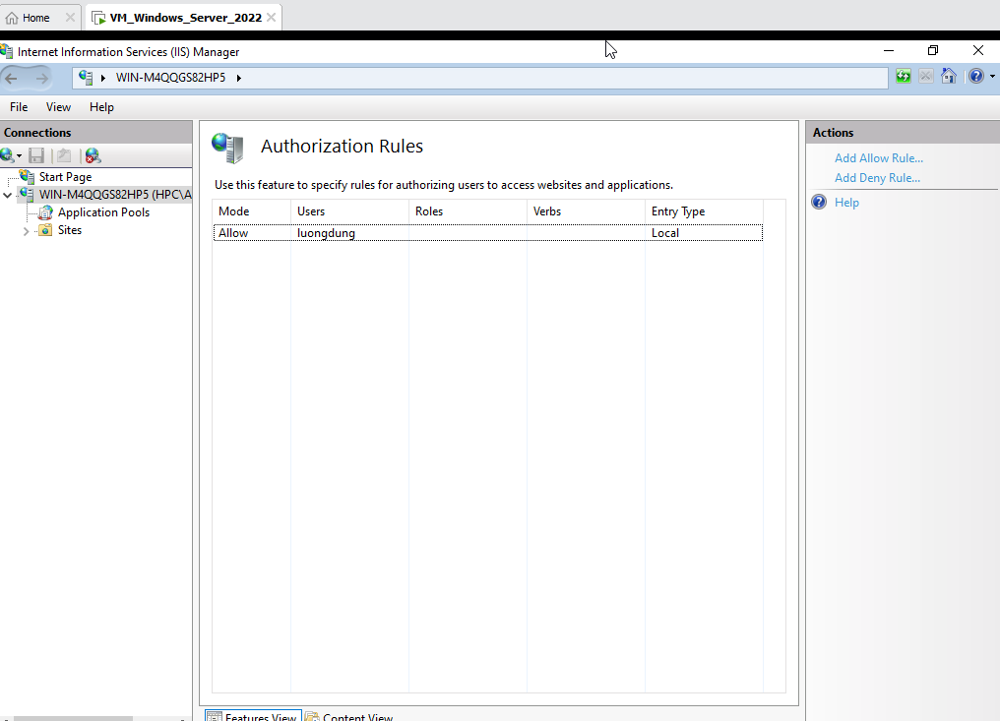 Home
VM_Windows_Server_2022
Internet Information Services (IIS) Manager
WIN-M4QQGS82HP5
File View Help
Connections
Start Page
WIN-M4QQGS82HP5 (HPC\A
Application Pools
Sites
Authorization Rules
Use this feature to specify rules for authorizing users to access websites and applications.
Mode Users Roles Verbs Entry Type
Allow luongdung Local
Features View Content View
Actions
Add Allow Rule...
Add Deny Rule...
Help